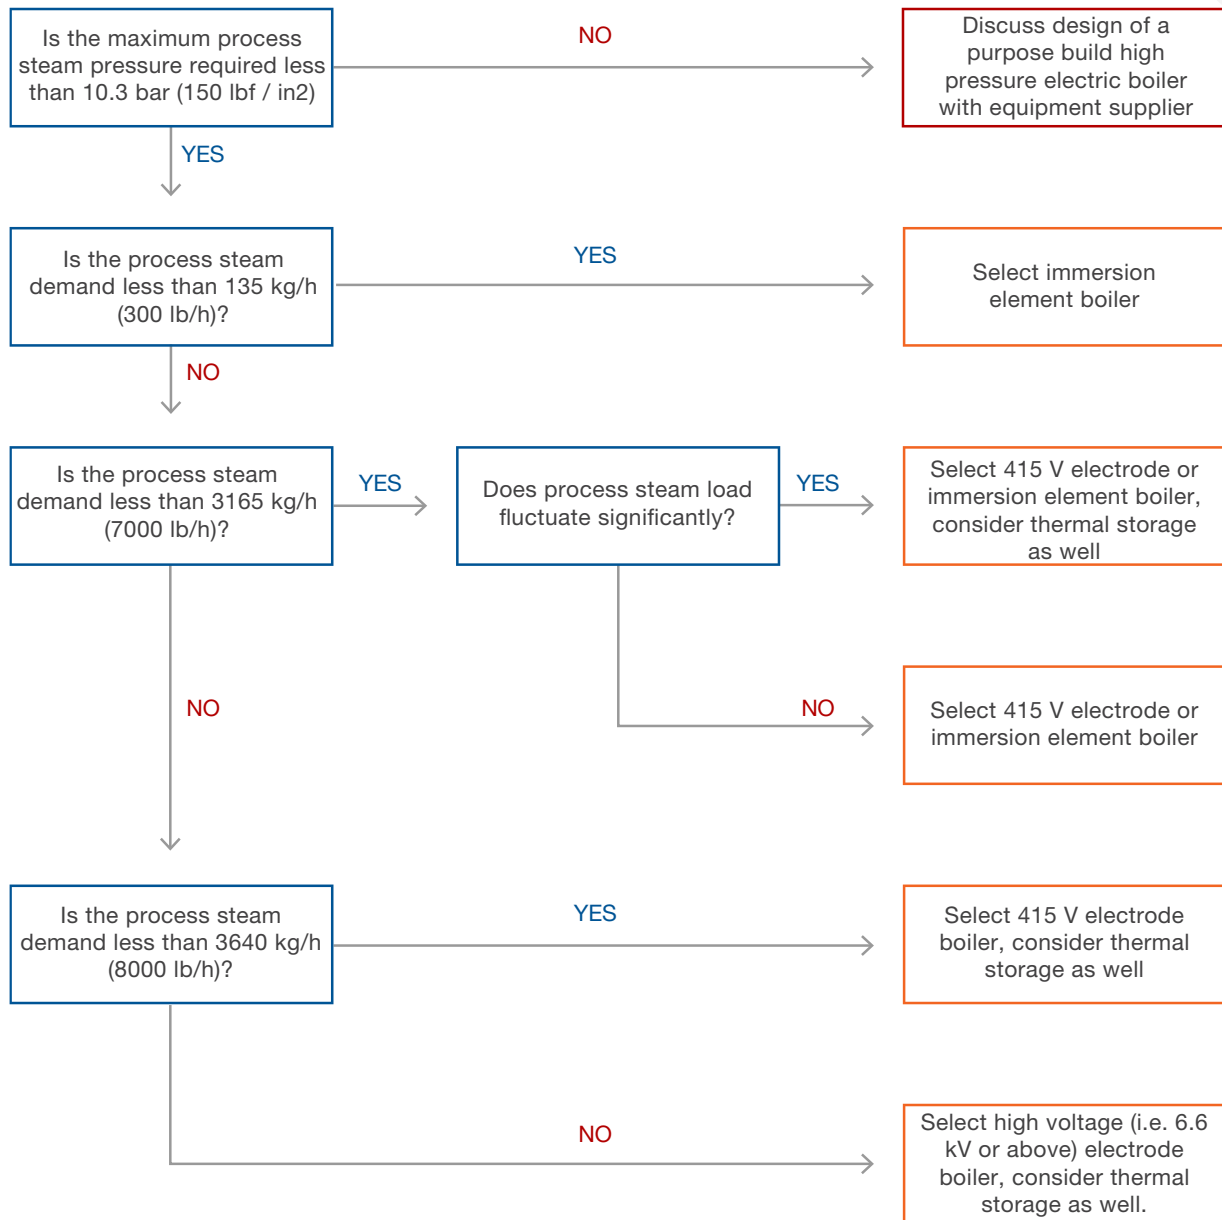 Is the maximum process
steam pressure required less
than 10.3 bar (150 lbf / in2)
NO
Discuss design of a
purpose build high
pressure electric boiler
with equipment supplier
YES
Is the process steam
demand less than 135 kg/h
(300 lb/h)?
YES
Select immersion
element boiler
NO
Is the process steam
demand less than 3165 kg/h
(7000 lb/h)?
YES
Does process steam load
fluctuate significantly?
YES
Select 415 V electrode or
immersion element boiler,
consider thermal storage
as well
NO
NO
Select 415 V electrode or
immersion element boiler
Is the process steam
demand less than 3640 kg/h
(8000 lb/h)?
YES
Select 415 V electrode
boiler, consider thermal
storage as well
NO
Select high voltage (i.e. 6.6
kV or above) electrode
boiler, consider thermal
storage as well.